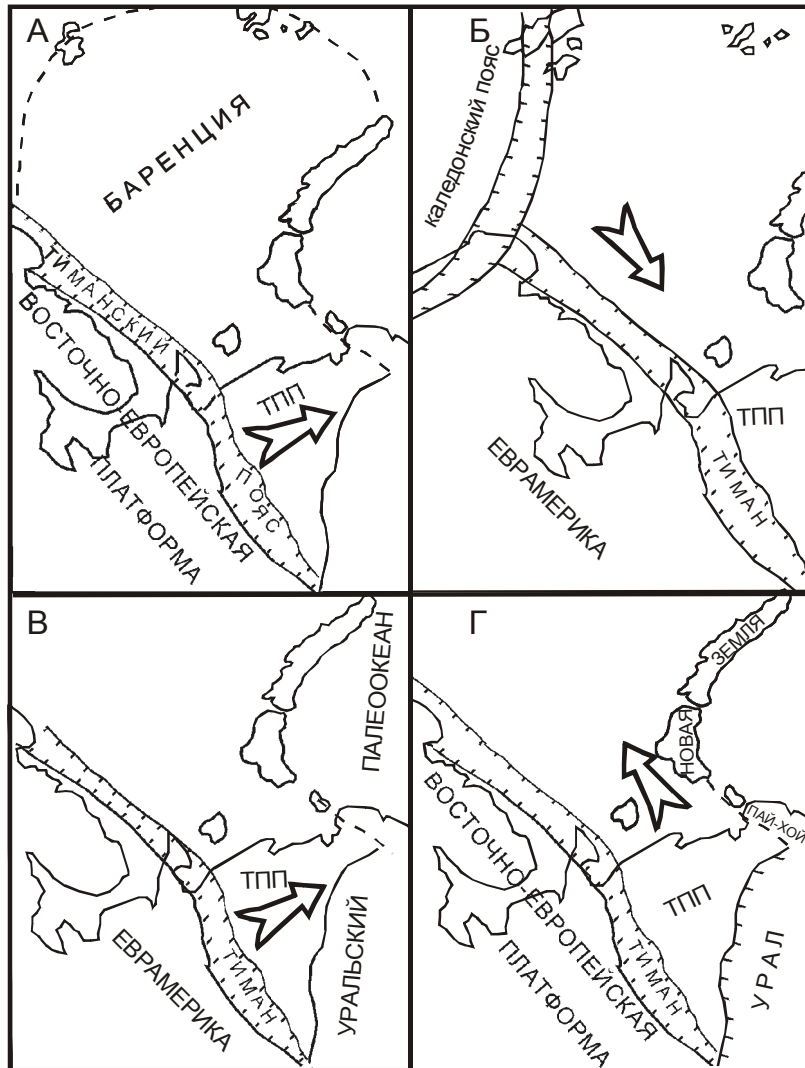 А
БАРЕНЦИЯ
ТИМАНСКИЙ
ПОЯС
ВОСТОЧНО-ЕВРОПЕЙСКАЯ
ПЛАТФОРМА
ТПП
Б
каледонский пояс
ТПП
ТИМАН
ЕВРАМЕРИКА
В
ПАЛЕООКЕАН
УРАЛЬСКИЙ
ТПП
ТИМАН
ЕВРАМЕРИКА
Г
ЗЕМЛЯ
НОВАЯ
ПАЙ-ХОЙ
ТПП
УРАЛ
ТИМАН
ВОСТОЧНО-ЕВРОПЕЙСКАЯ
ПЛАТФОРМА